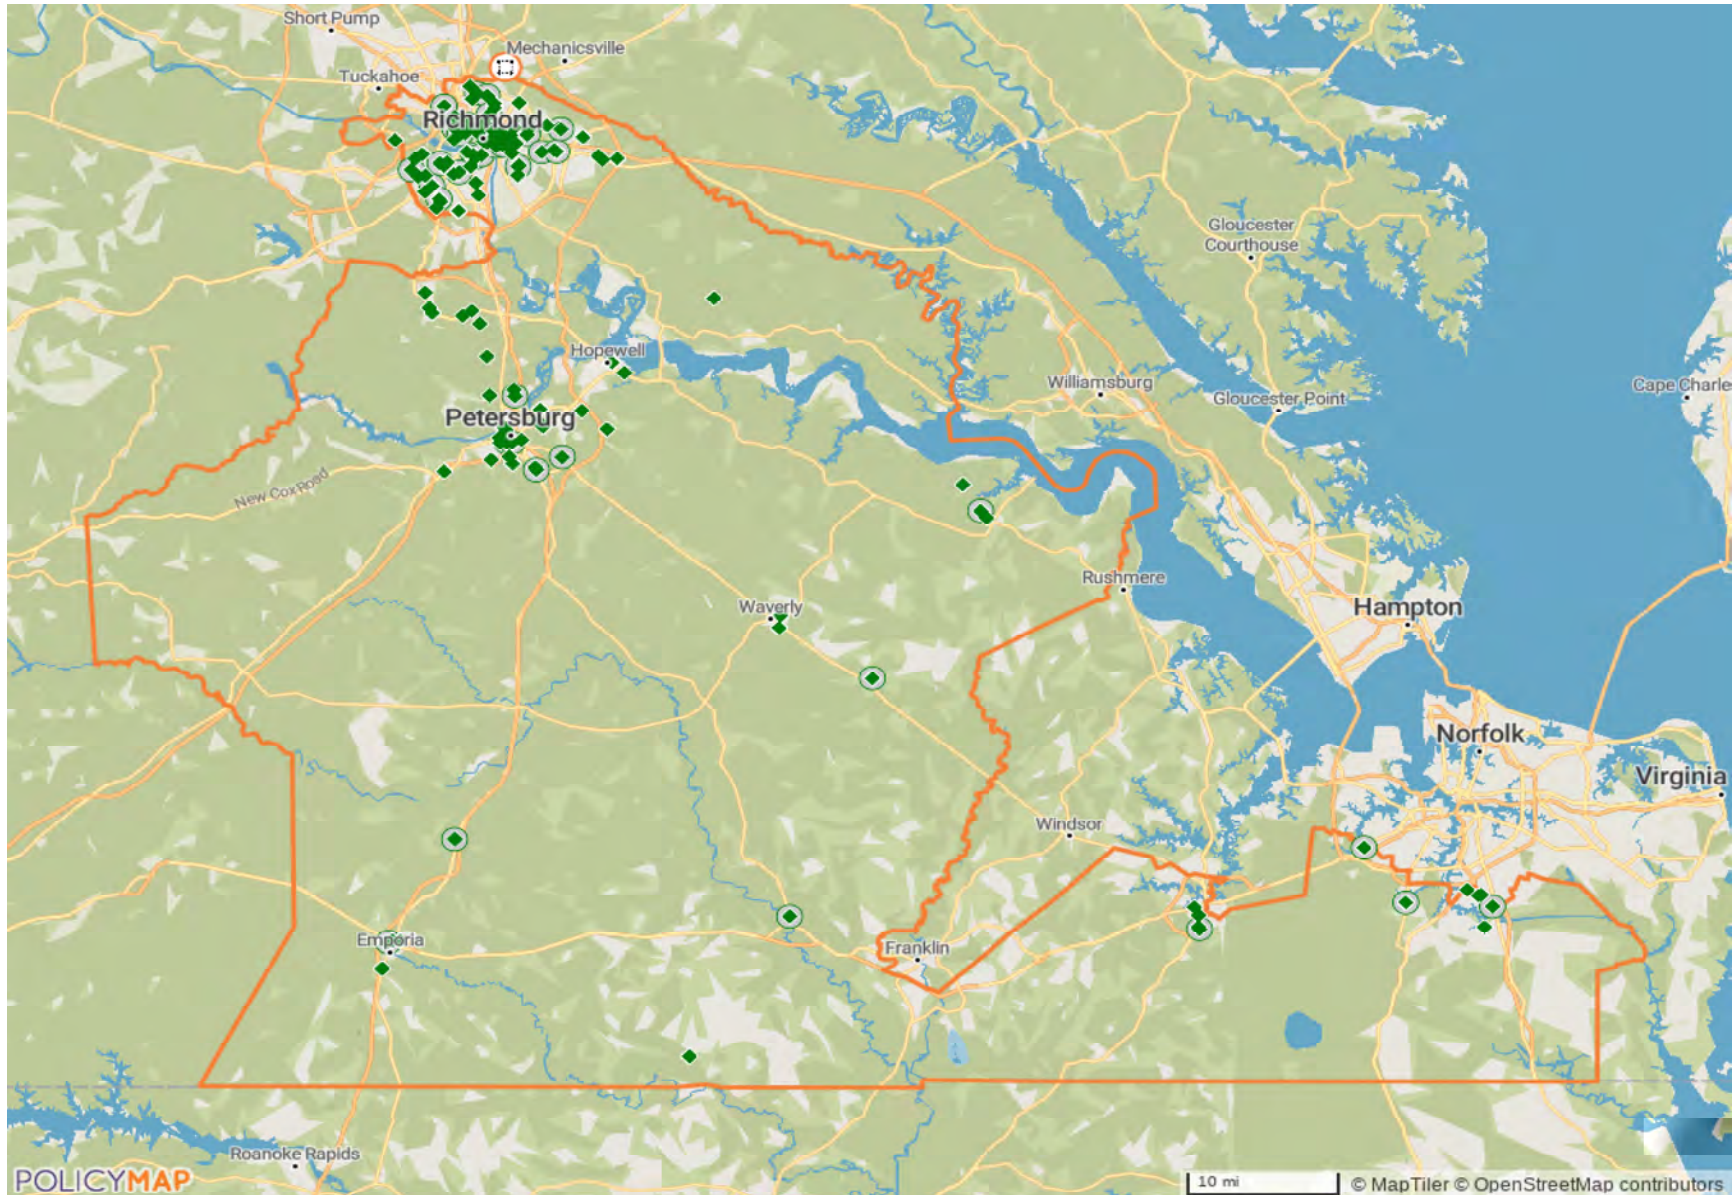 Short Pump
Mechanicsville
Tuckahoe
Richmond
Gloucester
Courthouse
Hopewell
Williamsburg
Gloucester Point
Cape Charle
Petersburg
New Cox Road
Rushmere
Waverly
Hampton
Norfolk
Virginia
Windsor
Emporia
Franklin
Roanoke Rapids
POLICYMAP
10 mi
© MapTiler © OpenStreetMap contributors